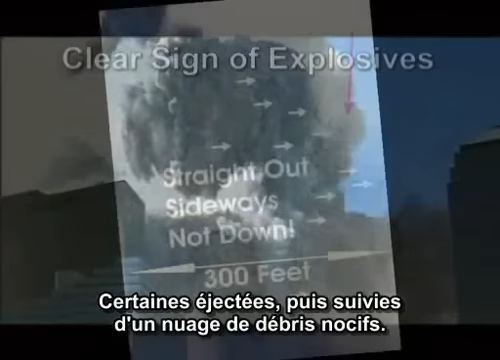 Clear Sign of Explosives
Straight Out
Sideways
Not Down!
300 Feet
Certaines éjectées, puis suivies
d'un nuage de débris nocifs.